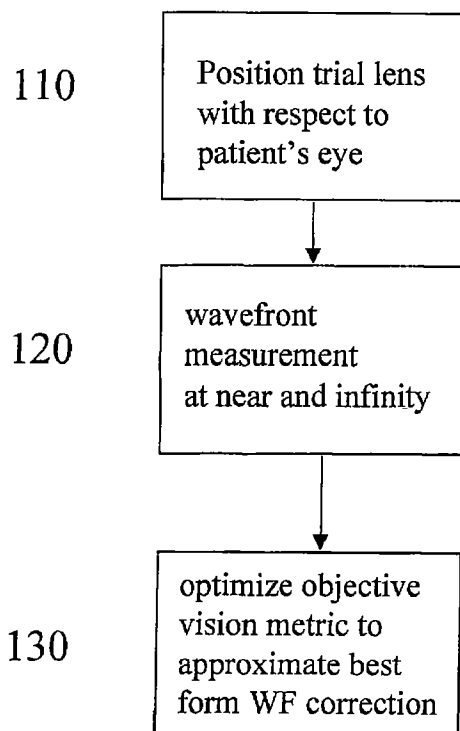 110
Position trial lens
with respect to
patient's eye
120
wavefront
measurement
at near and infinity
130
optimize objective
vision metric to
approximate best
form WF correction